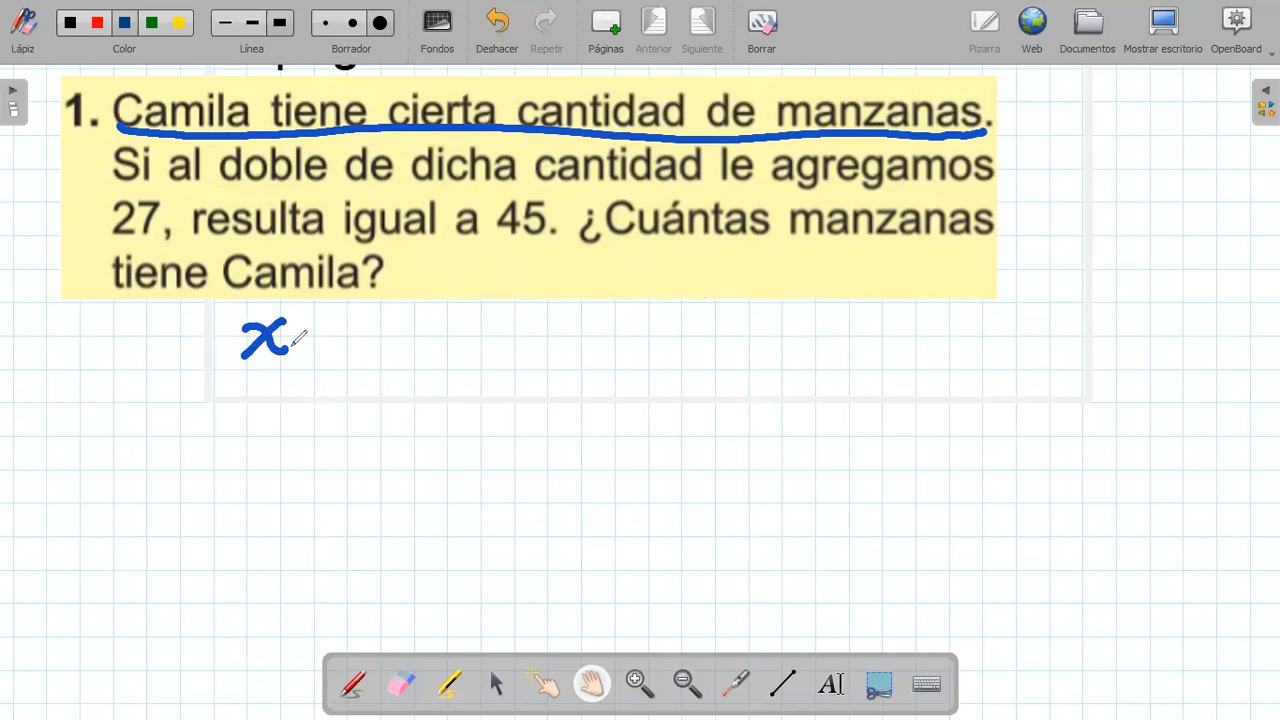 Lápiz Color Línea Borrador Fondos Deshacer Repetir Páginas Anterior Siguiente Borrar Pizarra Web Documentos Mostrar escritorio OpenBoard
1. Camila tiene cierta cantidad de manzanas.
Si al doble de dicha cantidad le agregamos
27, resulta igual a 45. ¿Cuántas manzanas
tiene Camila?
x
AI